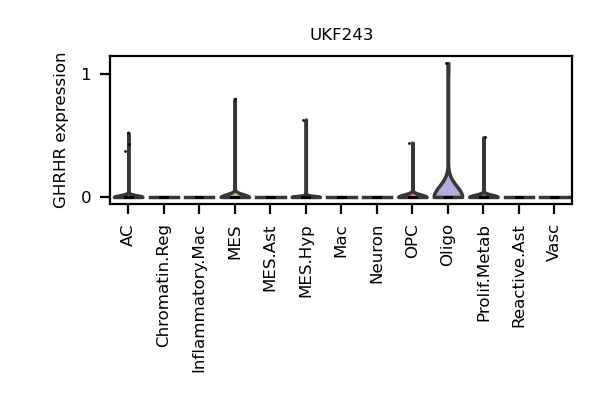 UKF243
GHRHR expression
1
0
AC
Chromatin.Reg
Inflammatory.Mac
MES
MES.Ast
MES.Hyp
Mac
Neuron
OPC
Oligo
Prolif.Metab
Reactive.Ast
Vasc